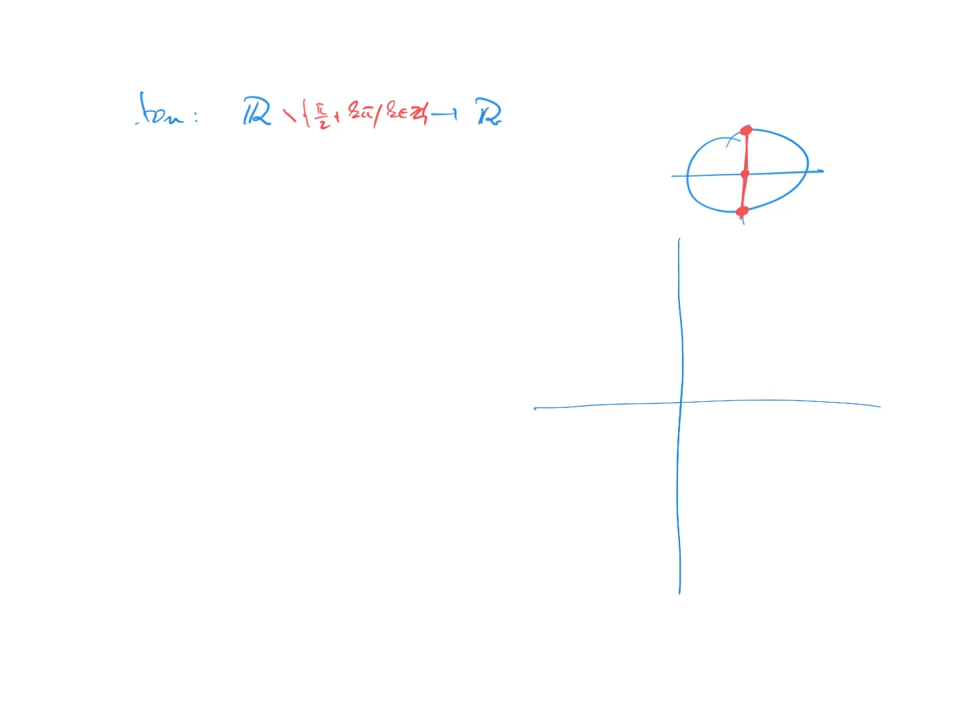 tan: ℝ \ {π/2 + kπ / k∈ℤ} → ℝ